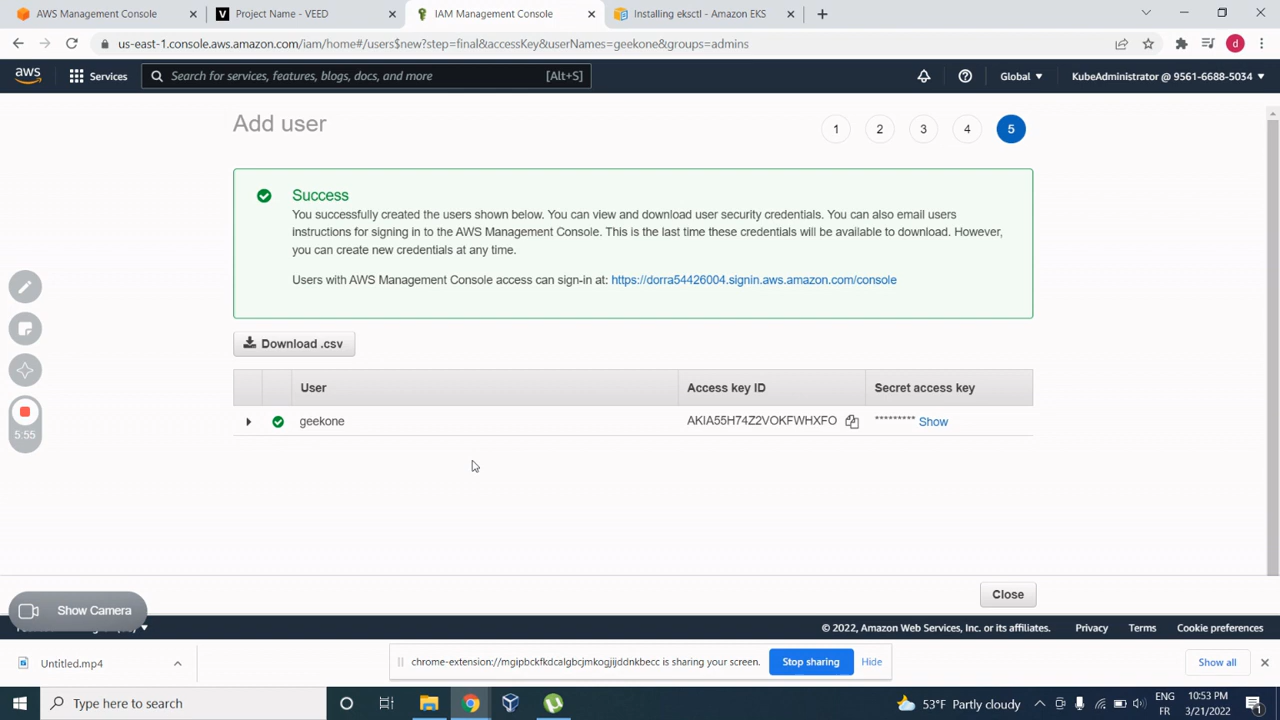 AWS Management Console
Project Name - VEED
IAM Management Console
Installing eksctl - Amazon EKS
us-east-1.console.aws.amazon.com/iam/home#/users$new?step=final&accessKey&userNames=geekone&groups=admins
d
aws
Services
Search for services, features, blogs, docs, and more
[Alt+S]
Global
KubeAdministrator @ 9561-6688-5034
Add user
1
2
3
4
5
Success
You successfully created the users shown below. You can view and download user security credentials. You can also email users
instructions for signing in to the AWS Management Console. This is the last time these credentials will be available to download. However,
you can create new credentials at any time.
Users with AWS Management Console access can sign-in at: https://dorra54426004.signin.aws.amazon.com/console
Download .csv
User
Access key ID
Secret access key
geekone
AKIA55H74Z2VOKFWHXFO
********* Show
5:55
Close
Show Camera
© 2022, Amazon Web Services, Inc. or its affiliates.
Privacy
Terms
Cookie preferences
Untitled.mp4
chrome-extension://mgipbckfkdcalgbcjmkogjijddnkbecc is sharing your screen.
Stop sharing
Hide
Show all
Type here to search
53°F Partly cloudy
ENG
FR
10:53 PM
3/21/2022
1